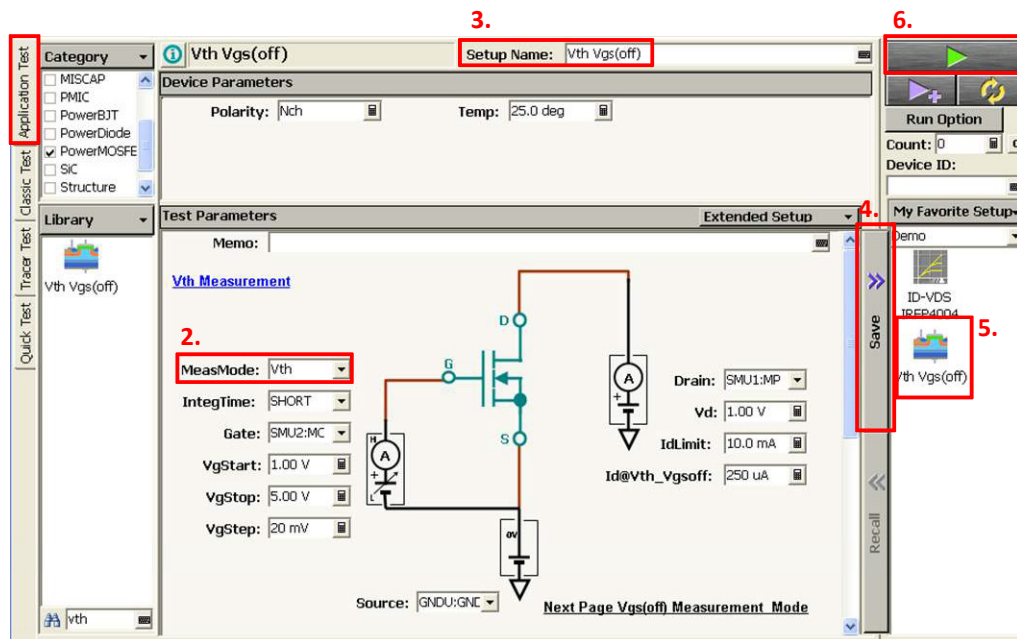 3.
6.
Application Test
Classic Test
Tracer Test
Quick Test
Category
MISCAP
PMIC
PowerBJT
PowerDiode
PowerMOSFE
SiC
Structure
Library
Vth Vgs(off)
vth
Vth Vgs(off)
Setup Name: Vth Vgs(off)
Device Parameters
Polarity: Nch
Temp: 25.0 deg
Test Parameters
Extended Setup
Memo:
Vth Measurement
2.
MeasMode: Vth
IntegTime: SHORT
Gate: SMU2:MC
VgStart: 1.00 V
VgStop: 5.00 V
VgStep: 20 mV
D
G
S
A
H
A
L
0V
Drain: SMU1:MP
Vd: 1.00 V
IdLimit: 10.0 mA
Id@Vth_Vgsoff: 250 uA
Source: GNDU:GND
Next Page Vgs(off) Measurement Mode
4.
Save
Recall
Run Option
Count: 0
Device ID:
My Favorite Setup
Demo
ID-VDS
IRFP4004
5.
Vth Vgs(off)